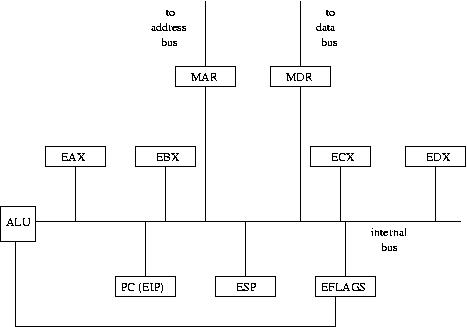 to
address
bus
to
data
bus
MAR
MDR
EAX
EBX
ECX
EDX
ALU
internal
bus
PC (EIP)
ESP
EFLAGS